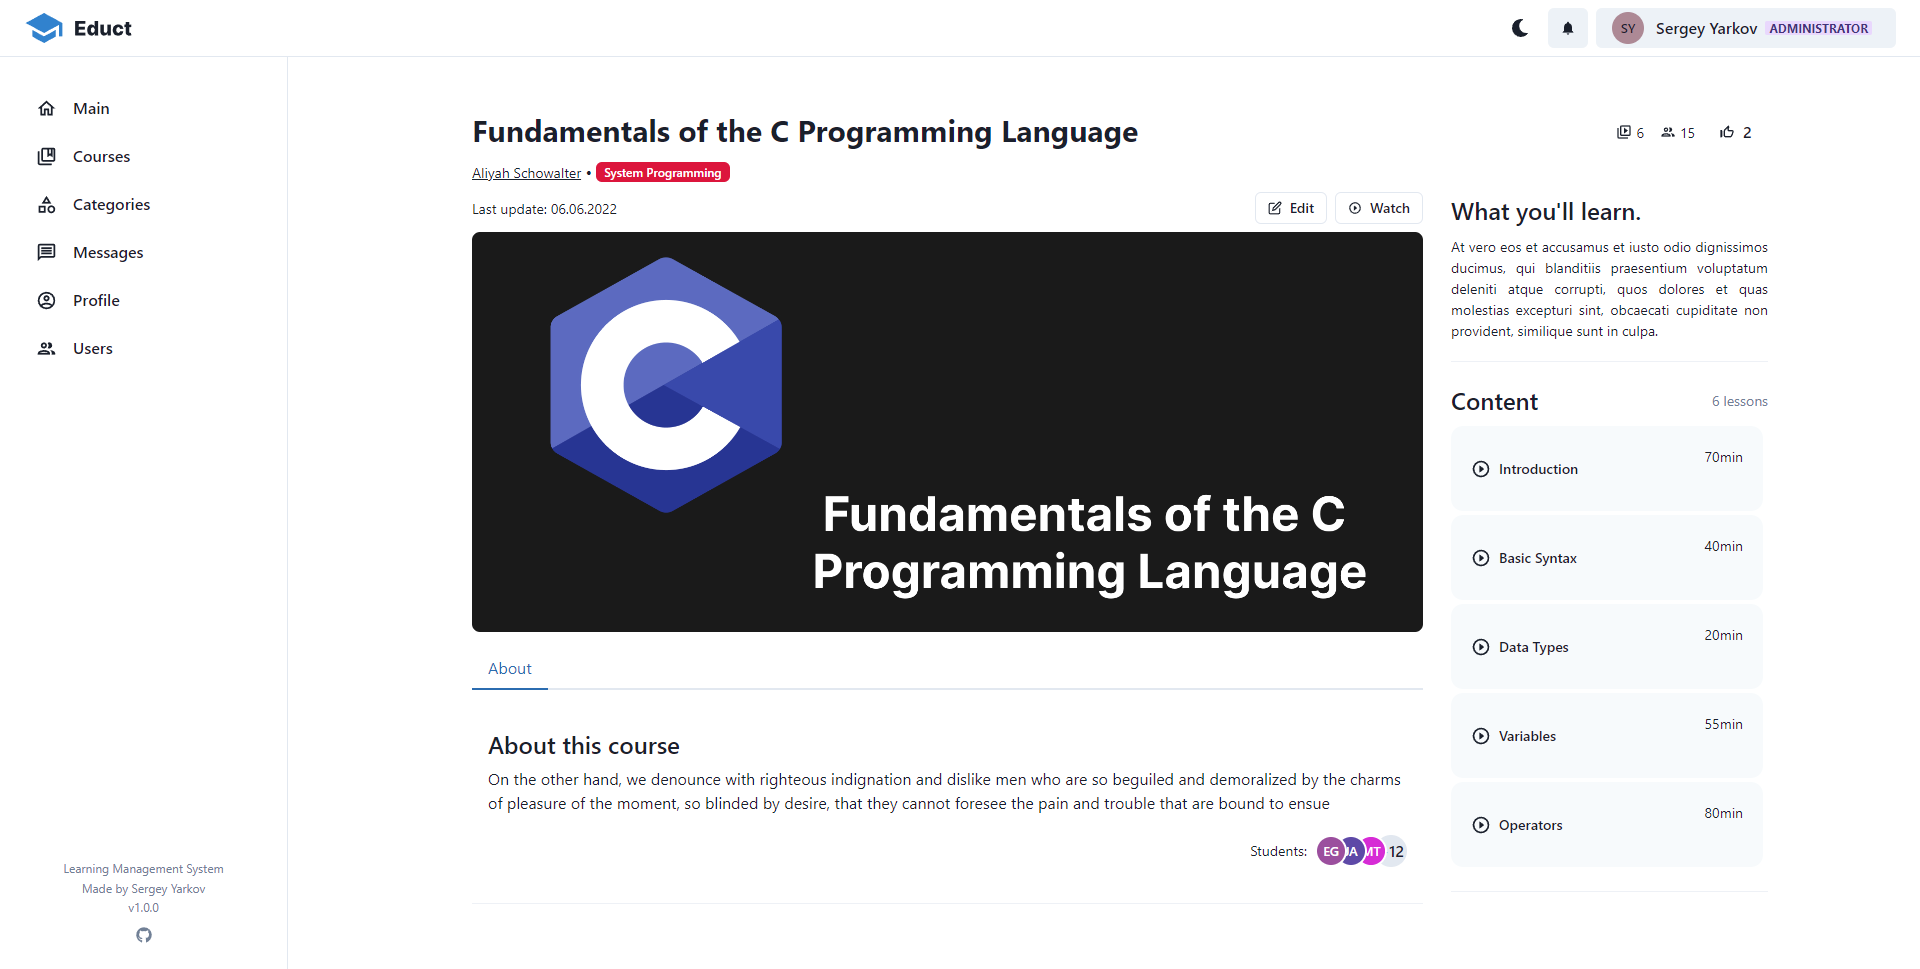 Educt
SY Sergey Yarkov ADMINISTRATOR
Main
Courses
Categories
Messages
Profile
Users
Learning Management System
Made by Sergey Yarkov
v1.0.0
Fundamentals of the C Programming Language
6 15 2
Aliyah Schowalter • System Programming
Last update: 06.06.2022
Edit Watch
Fundamentals of the C
Programming Language
About
About this course
On the other hand, we denounce with righteous indignation and dislike men who are so beguiled and demoralized by the charms
of pleasure of the moment, so blinded by desire, that they cannot foresee the pain and trouble that are bound to ensue
Students: EG JA MT 12
What you'll learn.
At vero eos et accusamus et iusto odio dignissimos
ducimus, qui blanditiis praesentium voluptatum
deleniti atque corrupti, quos dolores et quas
molestias excepturi sint, obcaecati cupiditate non
provident, similique sunt in culpa.
Content 6 lessons
Introduction 70min
Basic Syntax 40min
Data Types 20min
Variables 55min
Operators 80min